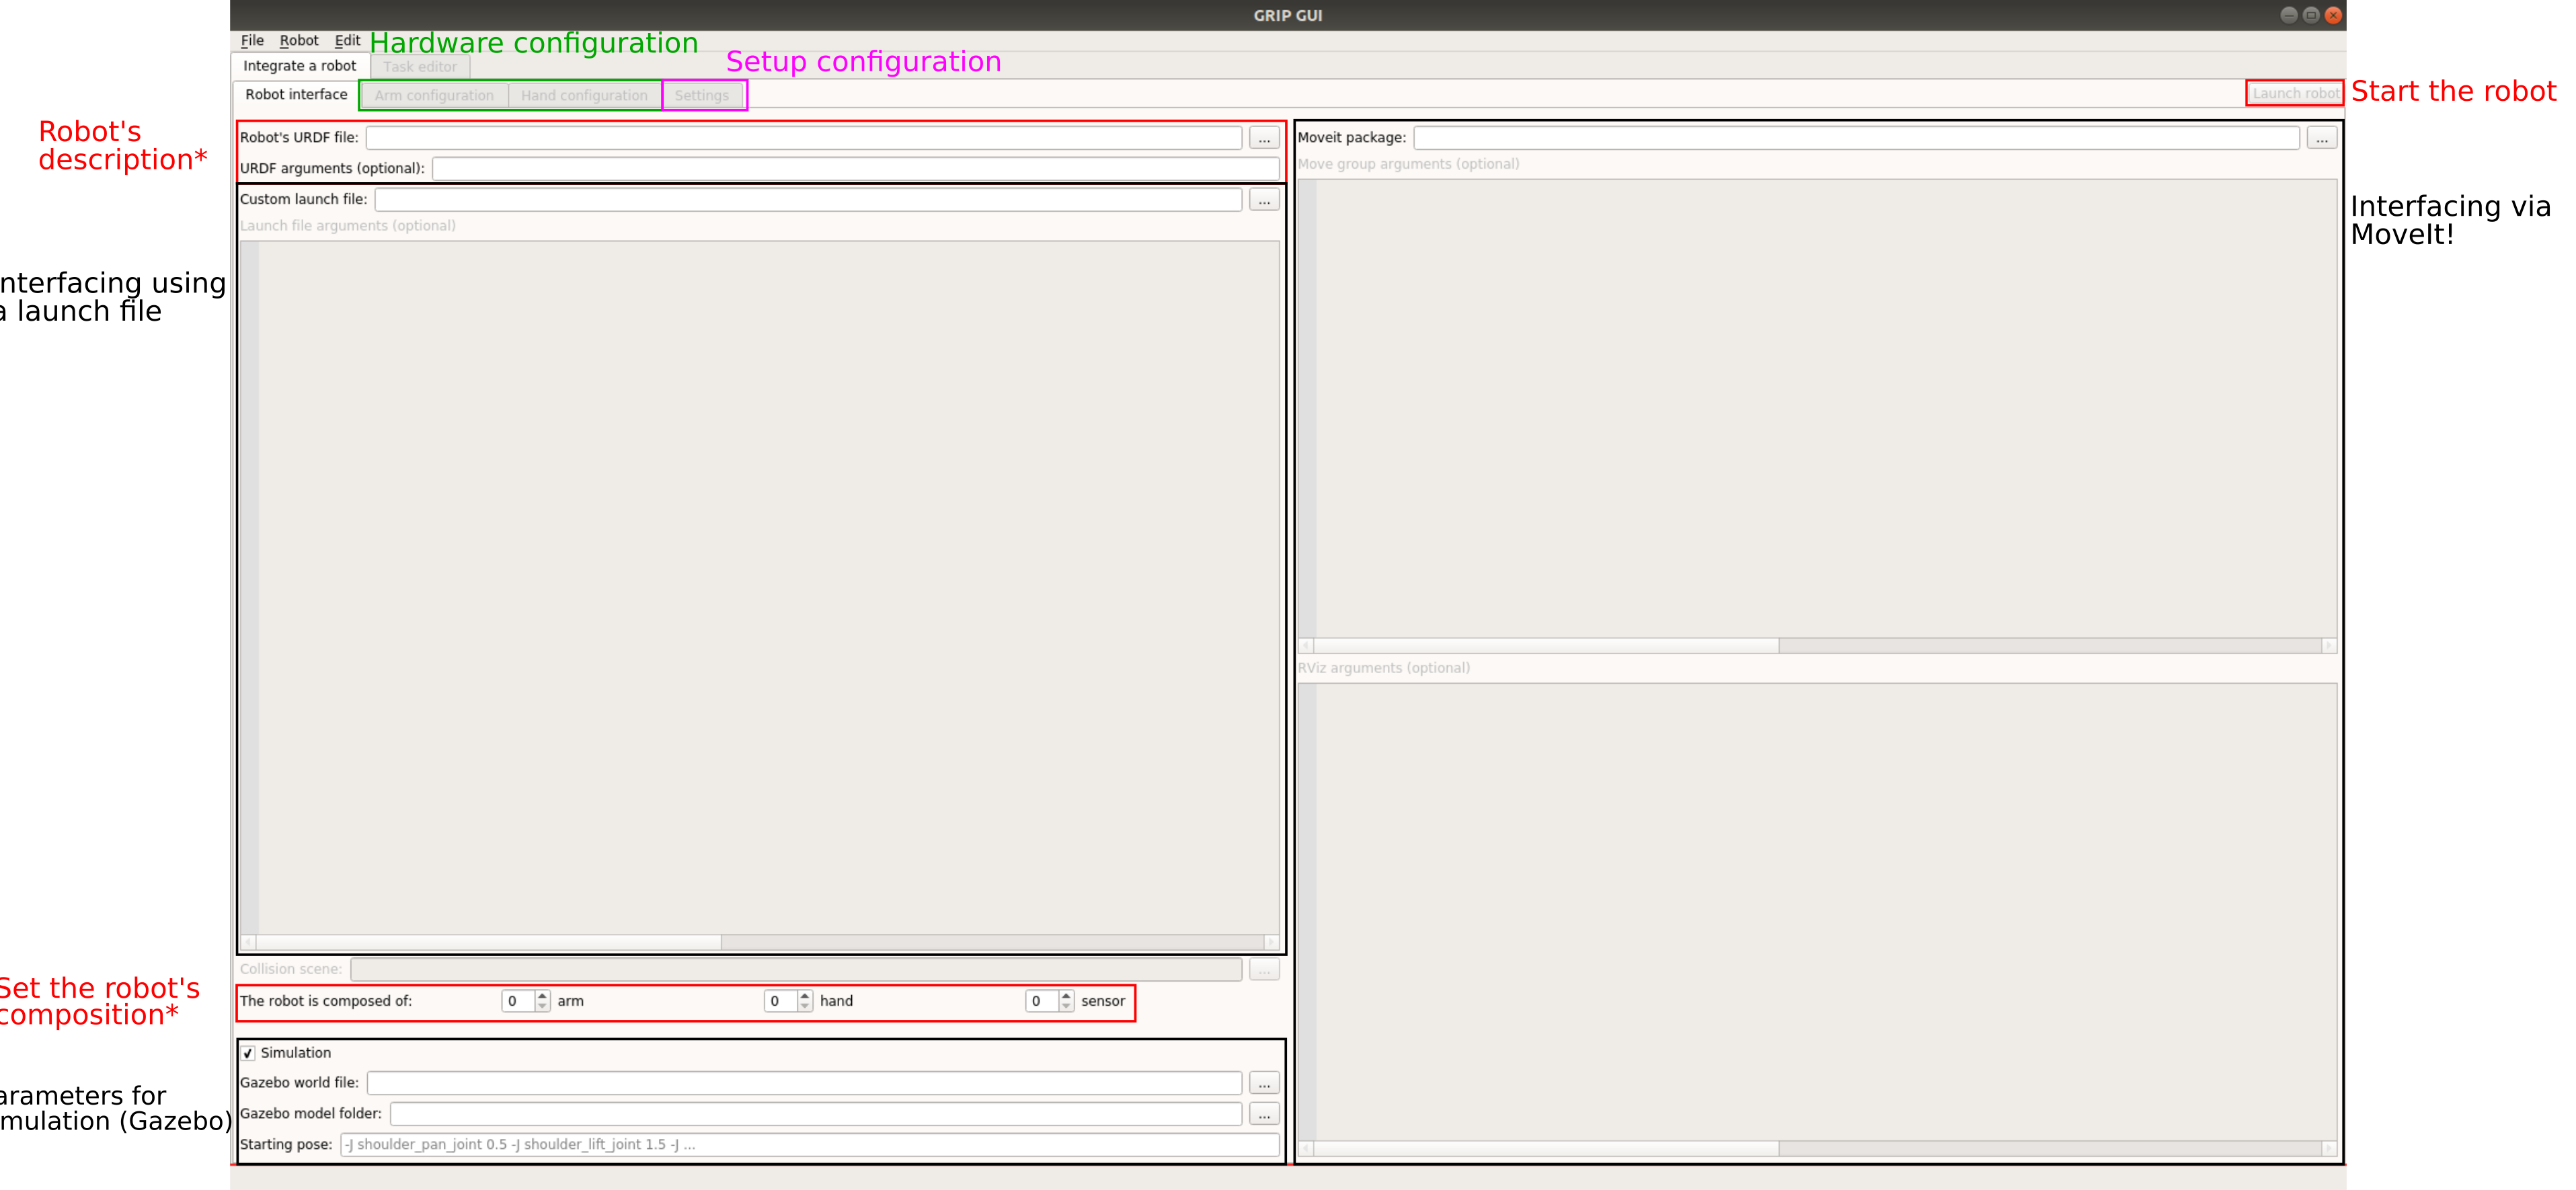 GRIP GUI
File Robot Edit
Hardware configuration
Setup configuration
Integrate a robot Task editor
Robot interface Arm configuration Hand configuration Settings Launch robot
Start the robot
Robot's
description*
Robot's URDF file: ...
URDF arguments (optional):
Moveit package: ...
Move group arguments (optional)
Custom launch file: ...
Launch file arguments (optional)
Interfacing via
MoveIt!
nterfacing using
a launch file
RViz arguments (optional)
Collision scene: ...
Set the robot's
composition*
The robot is composed of: 0 arm 0 hand 0 sensor
Simulation
arameters for
mulation (Gazebo)
Gazebo world file: ...
Gazebo model folder: ...
Starting pose: -J shoulder_pan_joint 0.5 -J shoulder_lift_joint 1.5 -J ...